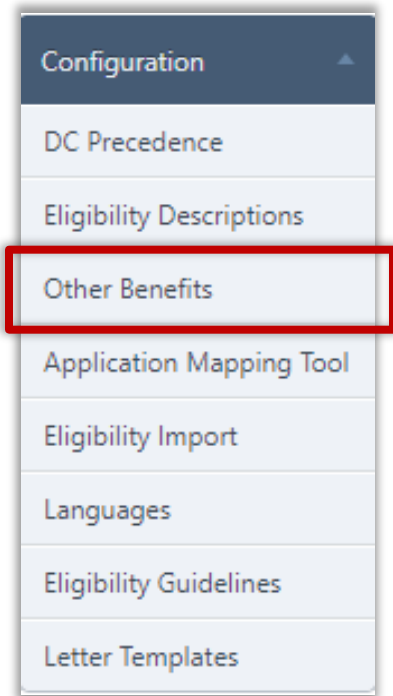 Configuration
DC Precedence
Eligibility Descriptions
Other Benefits
Application Mapping Tool
Eligibility Import
Languages
Eligibility Guidelines
Letter Templates